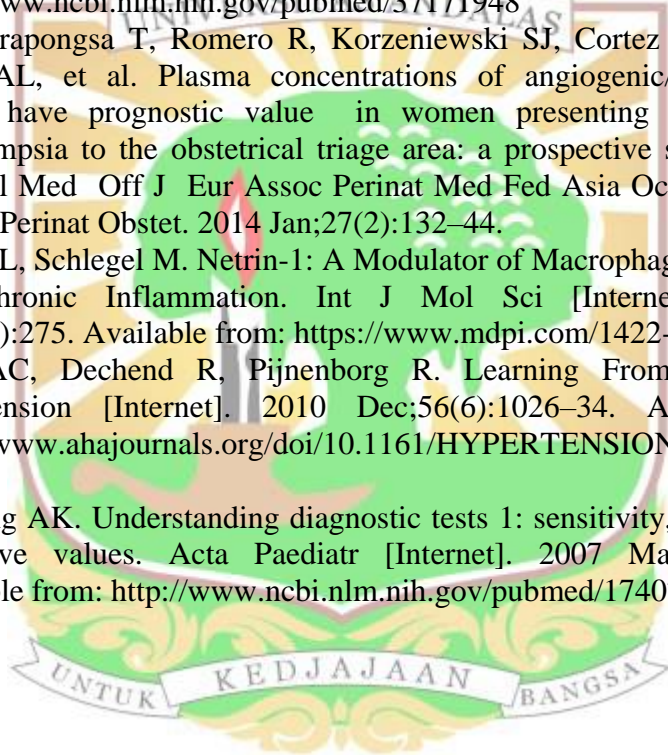 www.ncbi.nlm.nih.gov/pubmed/37171948
UNIVERSITAS ANDALAS
rapongsa T, Romero R, Korzeniewski SJ, Cortez
AL, et al. Plasma concentrations of angiogenic/
have prognostic value in women presenting
mpsia to the obstetrical triage area: a prospective s
l Med Off J Eur Assoc Perinat Med Fed Asia Oc
Perinat Obstet. 2014 Jan;27(2):132–44.
L, Schlegel M. Netrin-1: A Modulator of Macrophag
hronic Inflammation. Int J Mol Sci [Interne
):275. Available from: https://www.mdpi.com/1422-
AC, Dechend R, Pijnenborg R. Learning From
ension [Internet]. 2010 Dec;56(6):1026–34. A
www.ahajournals.org/doi/10.1161/HYPERTENSION
g AK. Understanding diagnostic tests 1: sensitivity,
ve values. Acta Paediatr [Internet]. 2007 Ma
le from: http://www.ncbi.nlm.nih.gov/pubmed/1740
UNTUK KEDJAJAAN BANGSA